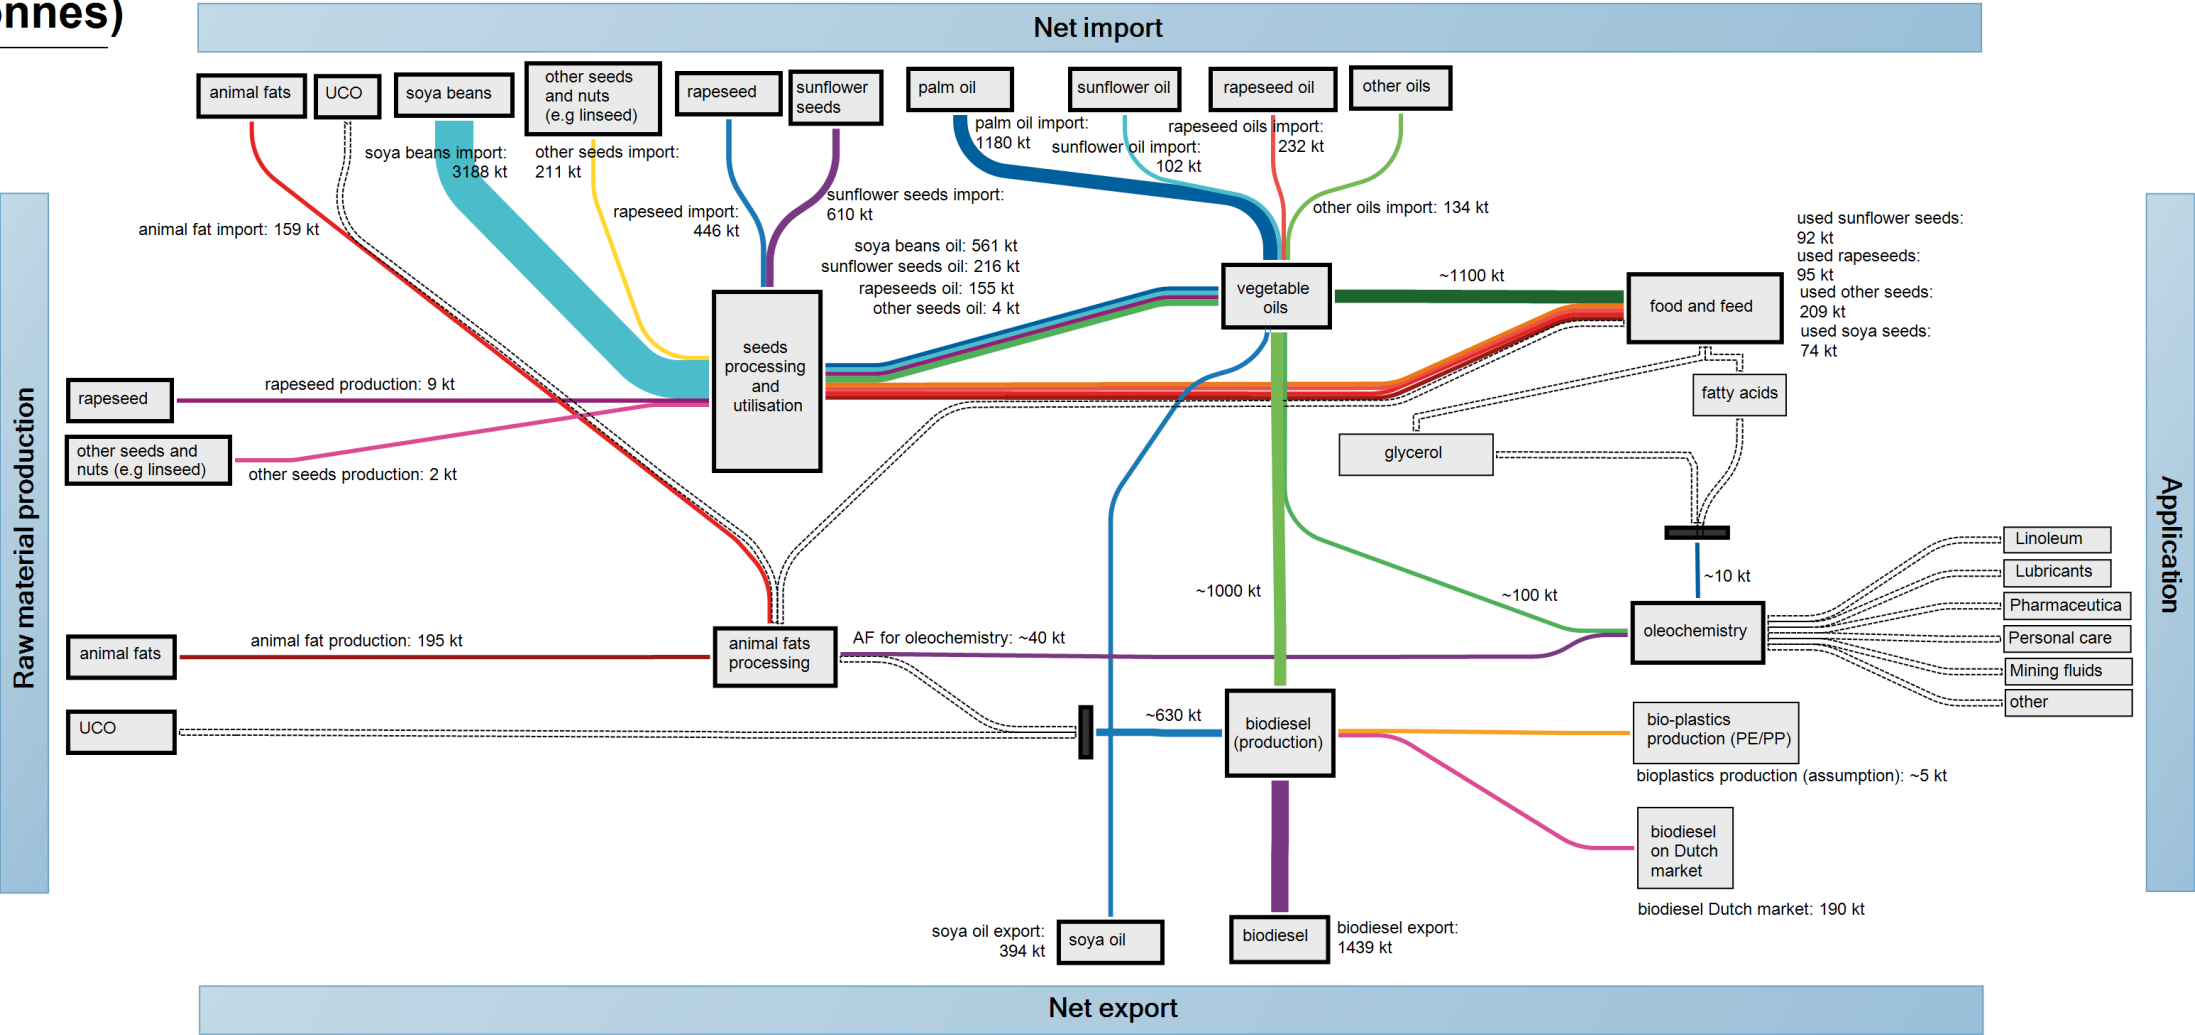 onnes)
Net import
animal fats
UCO
soya beans
other seeds
and nuts
(e.g linseed)
rapeseed
sunflower
seeds
palm oil
sunflower oil
rapeseed oil
other oils
soya beans import:
3188 kt
other seeds import:
211 kt
palm oil import:
1180 kt
sunflower oil import:
102 kt
rapeseed oils import:
232 kt
animal fat import: 159 kt
rapeseed import:
446 kt
sunflower seeds import:
610 kt
other oils import: 134 kt
soya beans oil: 561 kt
sunflower seeds oil: 216 kt
rapeseeds oil: 155 kt
other seeds oil: 4 kt
used sunflower seeds:
92 kt
used rapeseeds:
95 kt
used other seeds:
209 kt
used soya seeds:
74 kt
vegetable
oils
~1100 kt
food and feed
seeds
processing
and
utilisation
Raw material production
rapeseed
rapeseed production: 9 kt
other seeds and
nuts (e.g linseed)
other seeds production: 2 kt
fatty acids
glycerol
Application
~10 kt
~1000 kt
~100 kt
oleochemistry
Linoleum
Lubricants
Pharmaceutica
Personal care
Mining fluids
other
animal fats
animal fat production: 195 kt
animal fats
processing
AF for oleochemistry: ~40 kt
UCO
~630 kt
biodiesel
(production)
bio-plastics
production (PE/PP)
bioplastics production (assumption): ~5 kt
biodiesel
on Dutch
market
biodiesel Dutch market: 190 kt
soya oil export:
394 kt
soya oil
biodiesel
biodiesel export:
1439 kt
Net export